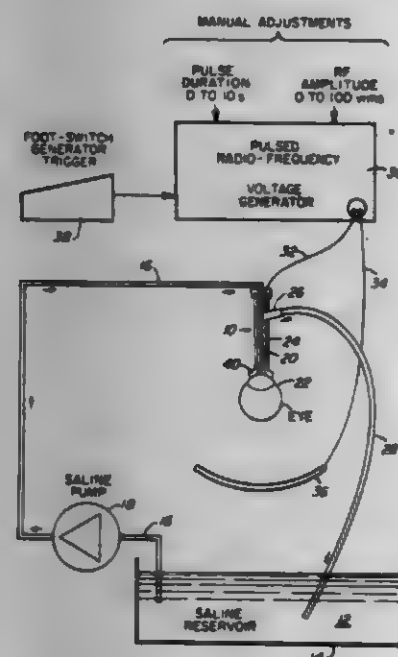 MANUAL ADJUSTMENTS
PULSE
DURATION
0 TO 10 s
RF
AMPLITUDE
0 TO 100 vrms
FOOT-SWITCH
GENERATOR
TRIGGER
38
PULSED
RADIO-FREQUENCY
VOLTAGE
GENERATOR
32
34
16
26
10
24
20
40
22
EYE
28
36
SALINE
PUMP
18
16
SALINE
RESERVOIR
12